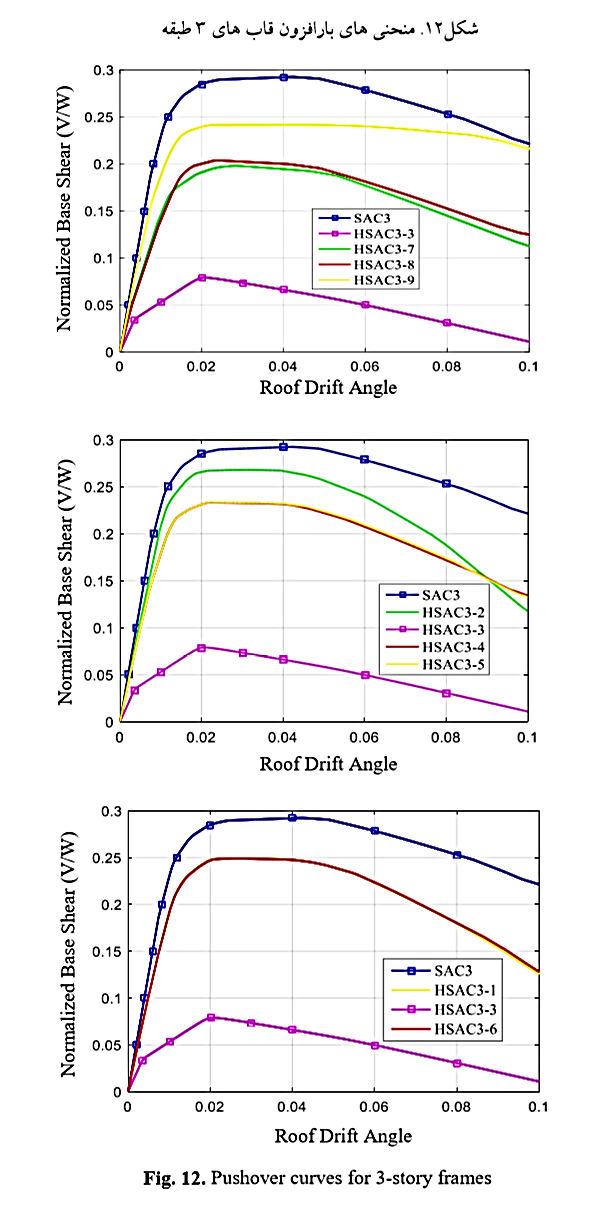 شکل۱۲. منحنی های بارافزون قاب های ۳ طبقه
0.3
0.25
0.2
0.15
0.1
0.05
0
Normalized Base Shear (V/W)
SAC3
HSAC3-3
HSAC3-7
HSAC3-8
HSAC3-9
0 0.02 0.04 0.06 0.08 0.1
Roof Drift Angle
0.3
0.25
0.2
0.15
0.1
0.05
0
Normalized Base Shear (V/W)
SAC3
HSAC3-2
HSAC3-3
HSAC3-4
HSAC3-5
0 0.02 0.04 0.06 0.08 0.1
Roof Drift Angle
0.3
0.25
0.2
0.15
0.1
0.05
0
Normalized Base Shear (V/W)
SAC3
HSAC3-1
HSAC3-3
HSAC3-6
0 0.02 0.04 0.06 0.08 0.1
Roof Drift Angle
Fig. 12. Pushover curves for 3-story frames